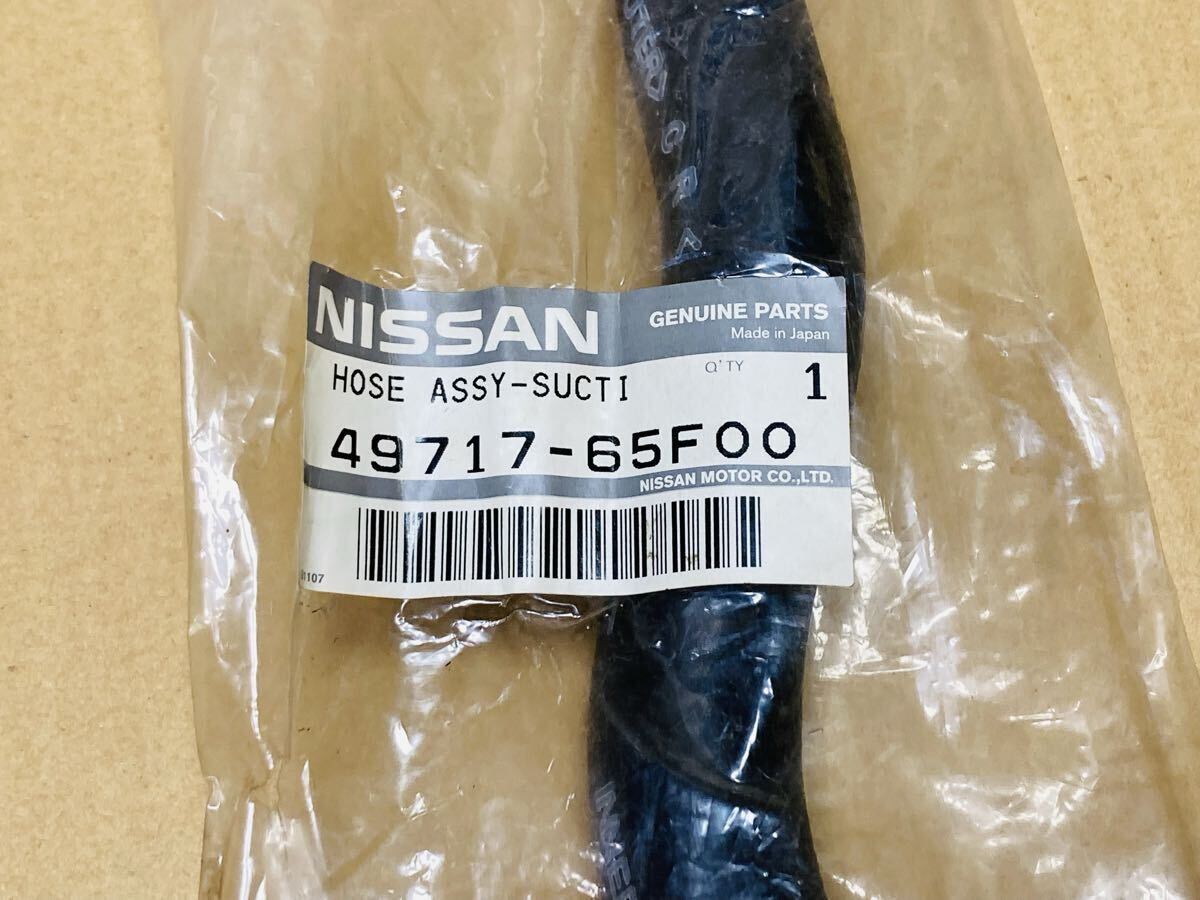 NISSAN
GENUINE PARTS
Made in Japan
HOSE ASSY-SUCTI
Q'TY
1
49717-65F00
NISSAN MOTOR CO.,LTD.